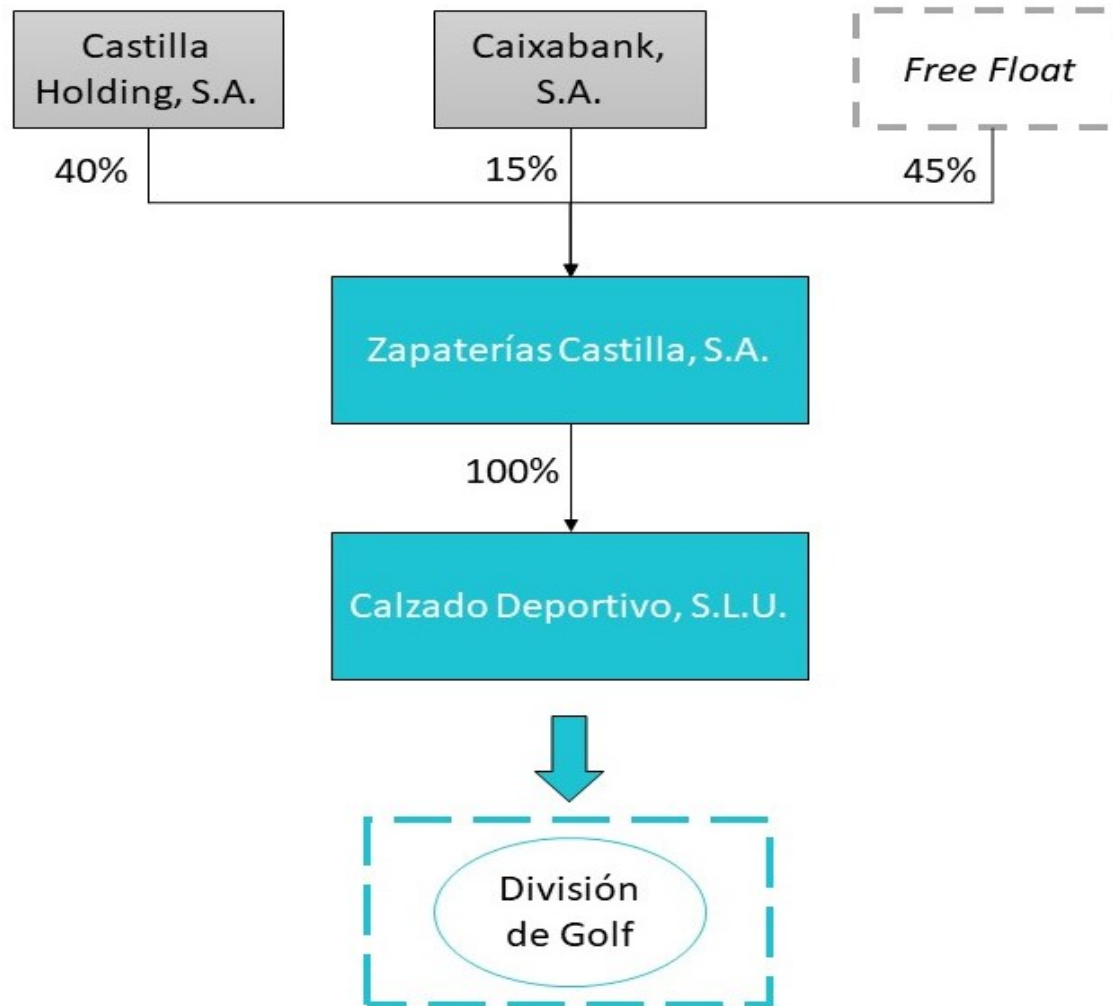 Castilla
Holding, S.A.
Caixabank,
S.A.
Free Float
40%
15%
45%
Zapaterías Castilla, S.A.
100%
Calzado Deportivo, S.L.U.
División
de Golf